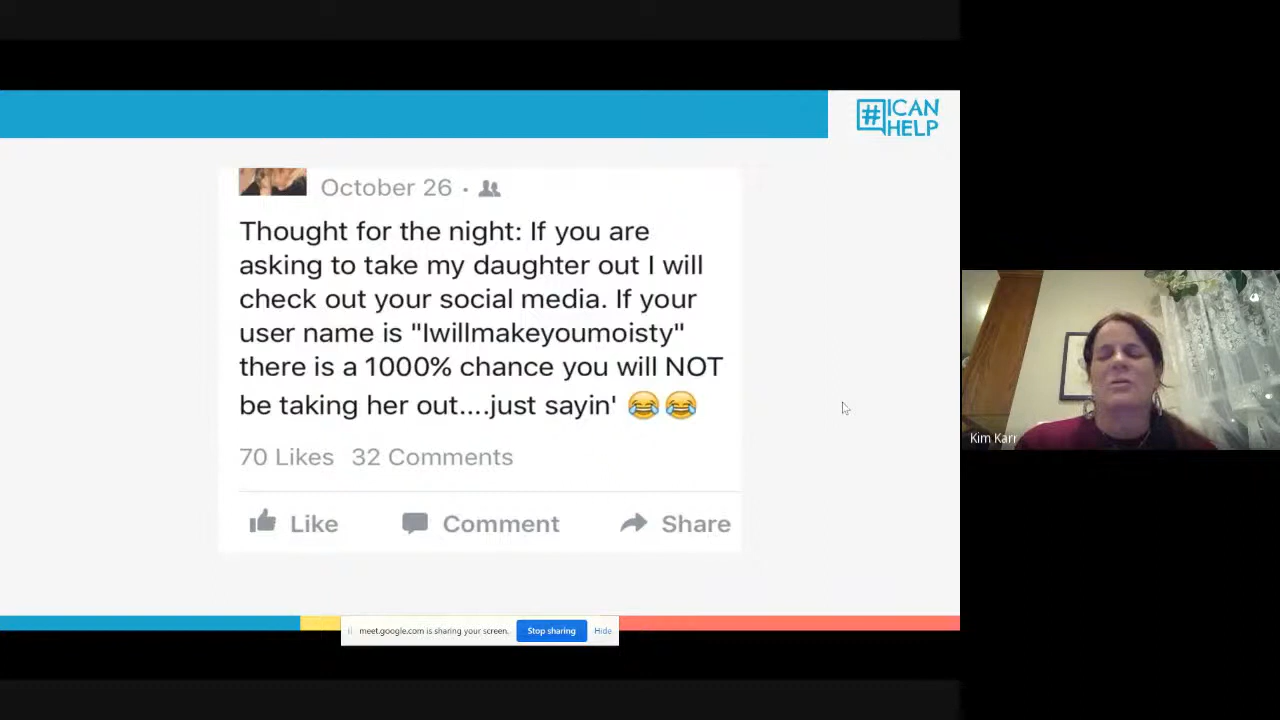 #ICAN
HELP
October 26 ·
Thought for the night: If you are
asking to take my daughter out I will
check out your social media. If your
user name is "Iwillmakeyoumoisty"
there is a 1000% chance you will NOT
be taking her out....just sayin' 😂😂
70 Likes 32 Comments
Like Comment Share
meet.google.com is sharing your screen. Stop sharing Hide
Kim Karr